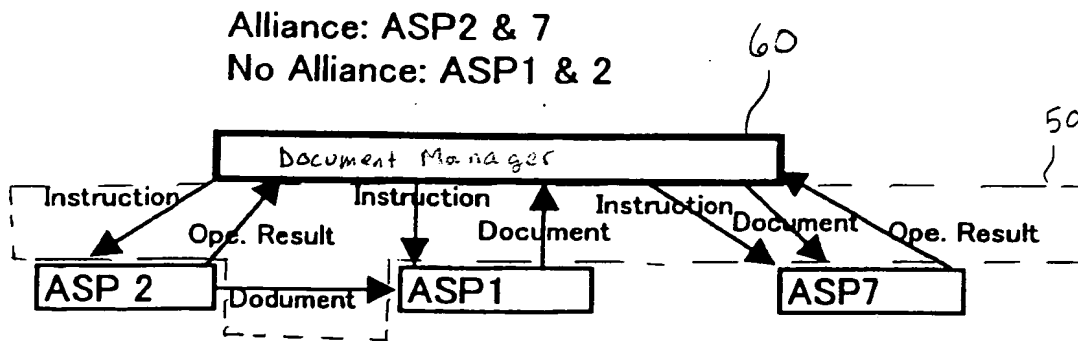 Alliance: ASP2 & 7
No Alliance: ASP1 & 2
60
50
Document Manager
Instruction
Ope. Result
Instruction
Document
Instruction
Document
Ope. Result
ASP 2
Dodument
ASP1
ASP7